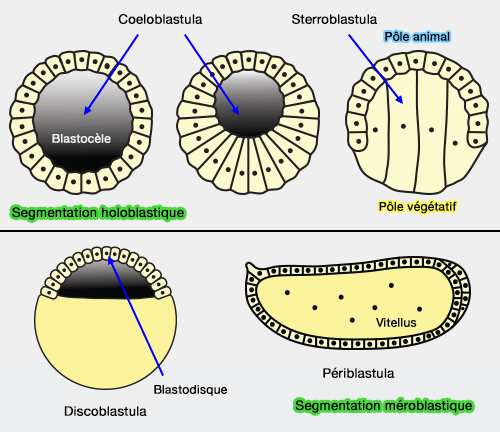 Coeloblastula
Sterroblastula
Pôle animal
Blastocèle
Segmentation holoblastique
Pôle végétatif
Blastodisque
Discoblastula
Vitellus
Périblastula
Segmentation méroblastique